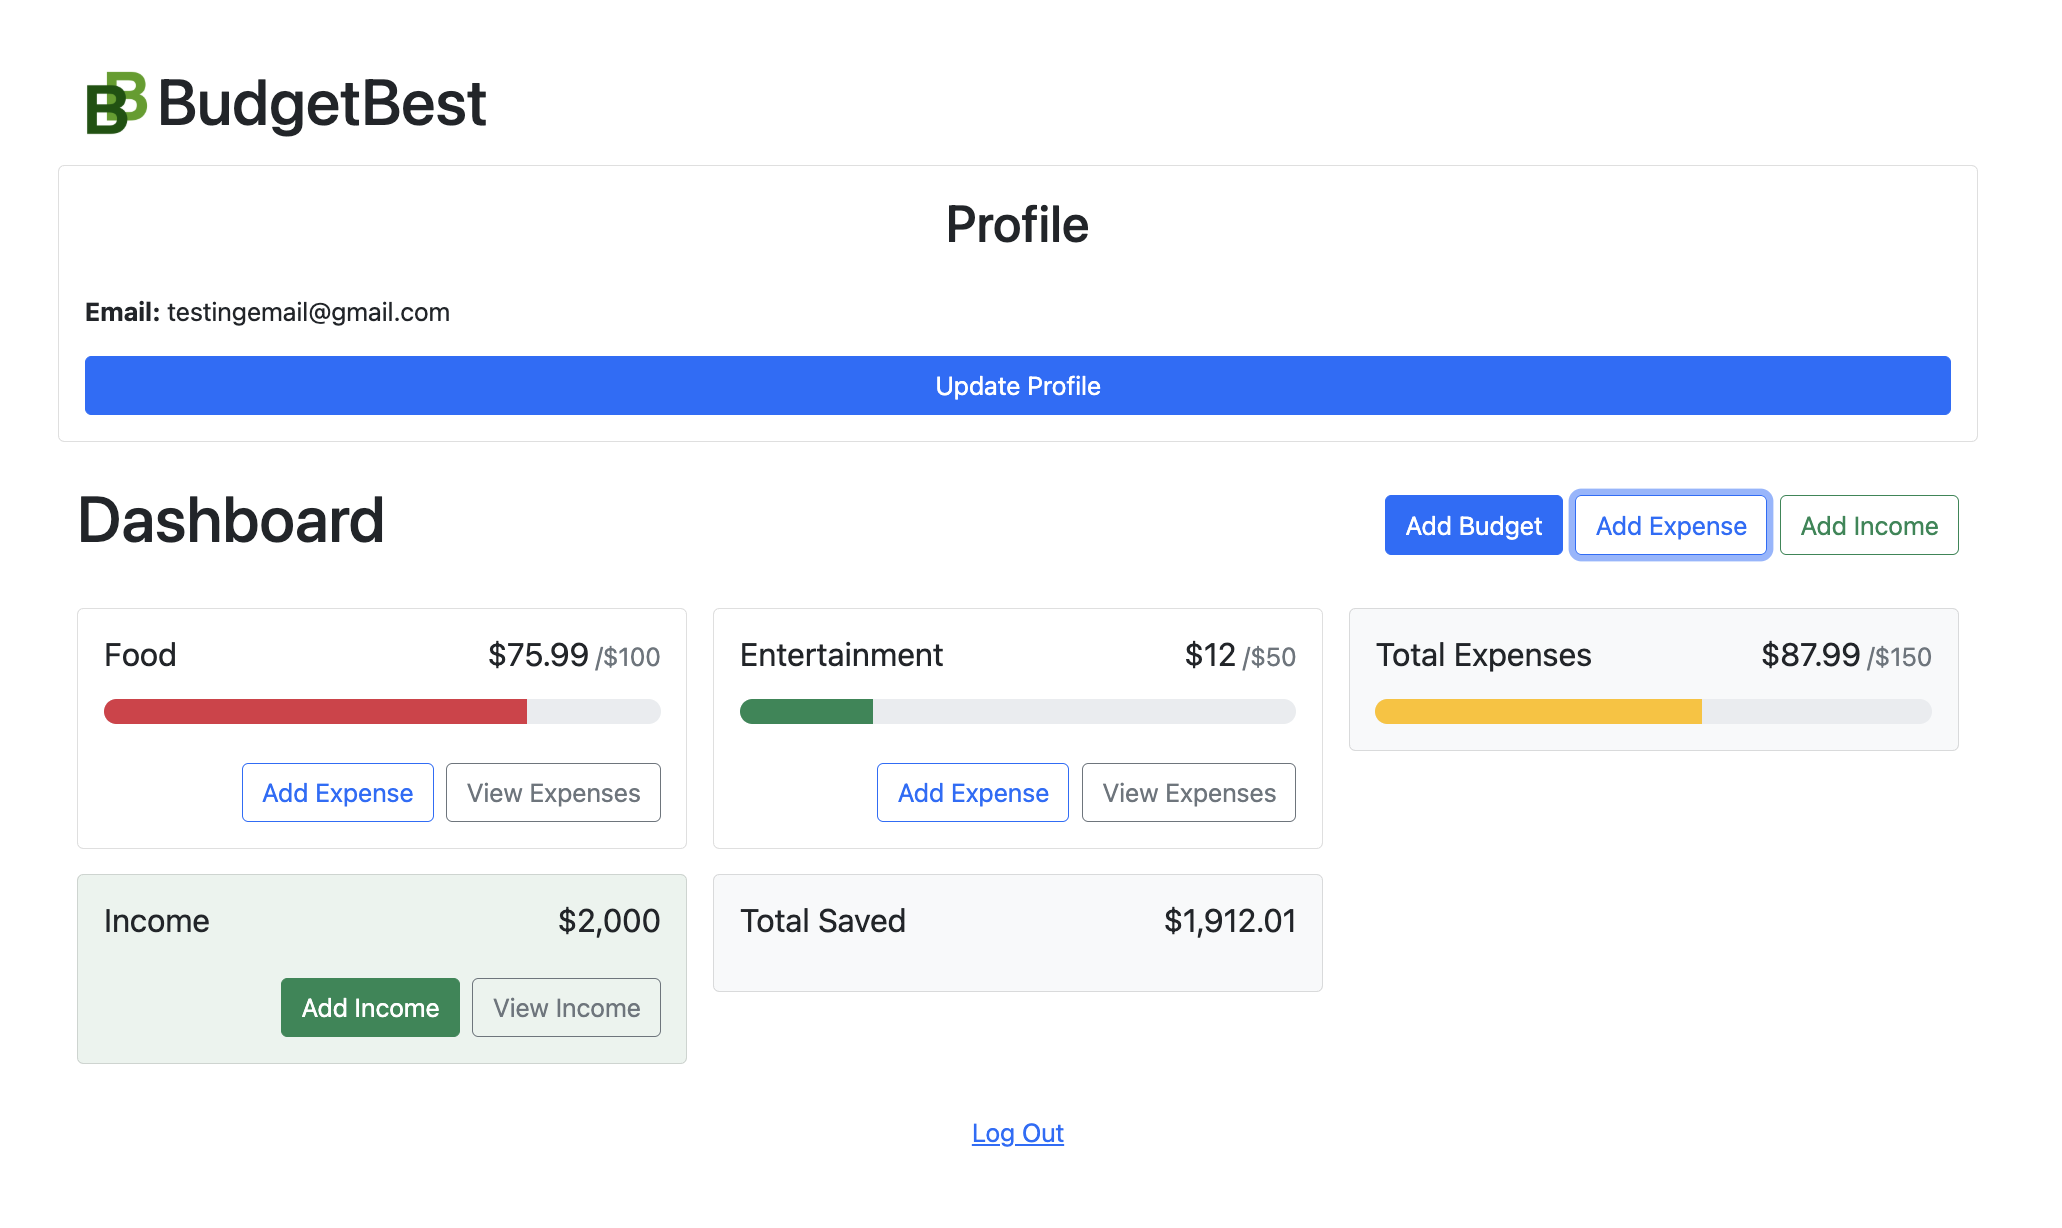 BB BudgetBest
Profile
Email: testingemail@gmail.com
Update Profile
Dashboard
Add Budget
Add Expense
Add Income
Food $75.99 /$100
Add Expense
View Expenses
Entertainment $12 /$50
Add Expense
View Expenses
Total Expenses $87.99 /$150
Income $2,000
Add Income
View Income
Total Saved $1,912.01
Log Out